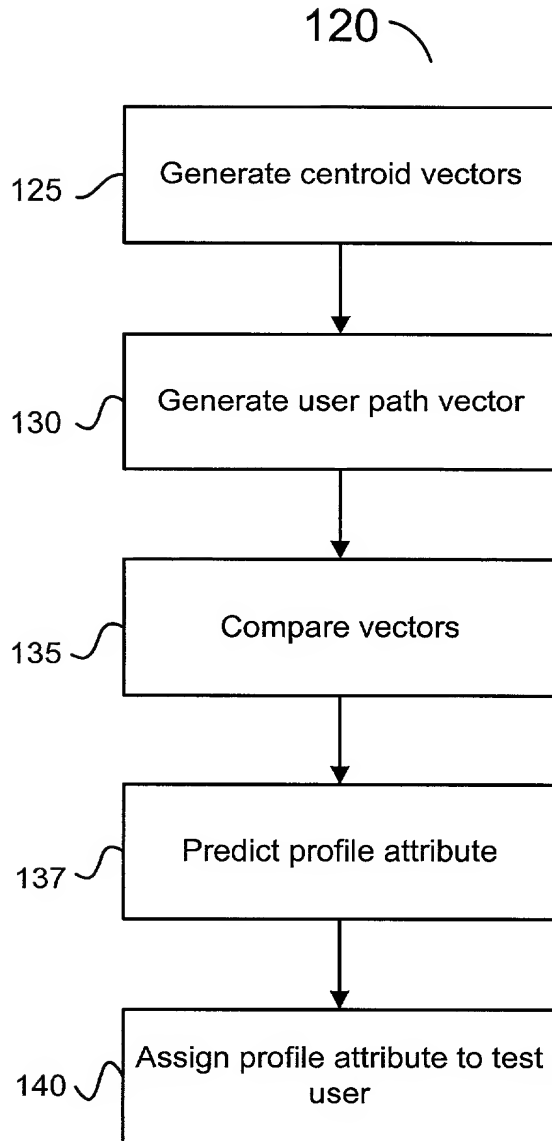 120
125
Generate centroid vectors
130
Generate user path vector
135
Compare vectors
137
Predict profile attribute
140
Assign profile attribute to test
user